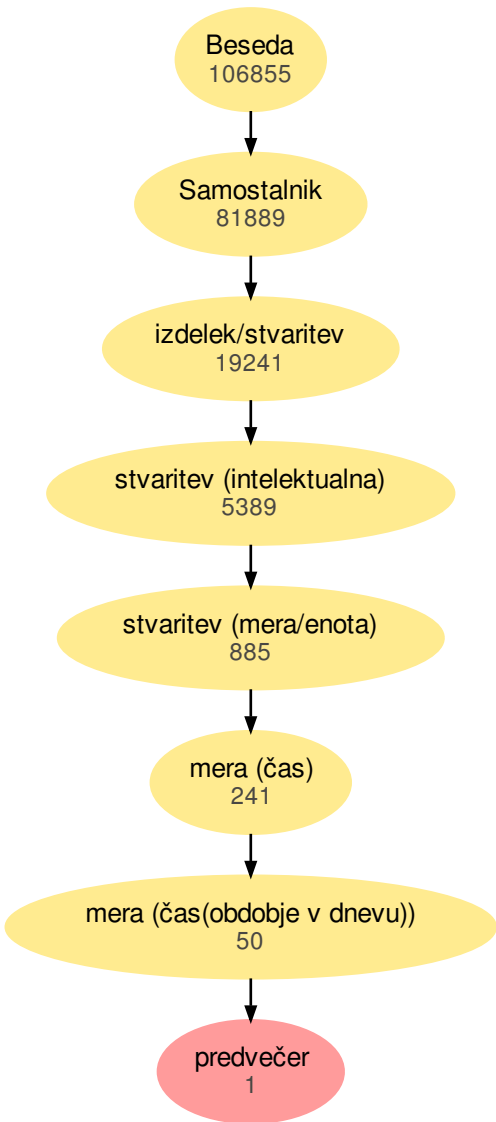 Beseda
106855
Samostalnik
81889
izdelek/stvaritev
19241
stvaritev (intelektualna)
5389
stvaritev (mera/enota)
885
mera (čas)
241
mera (čas(obdobje v dnevu))
50
predvečer
1